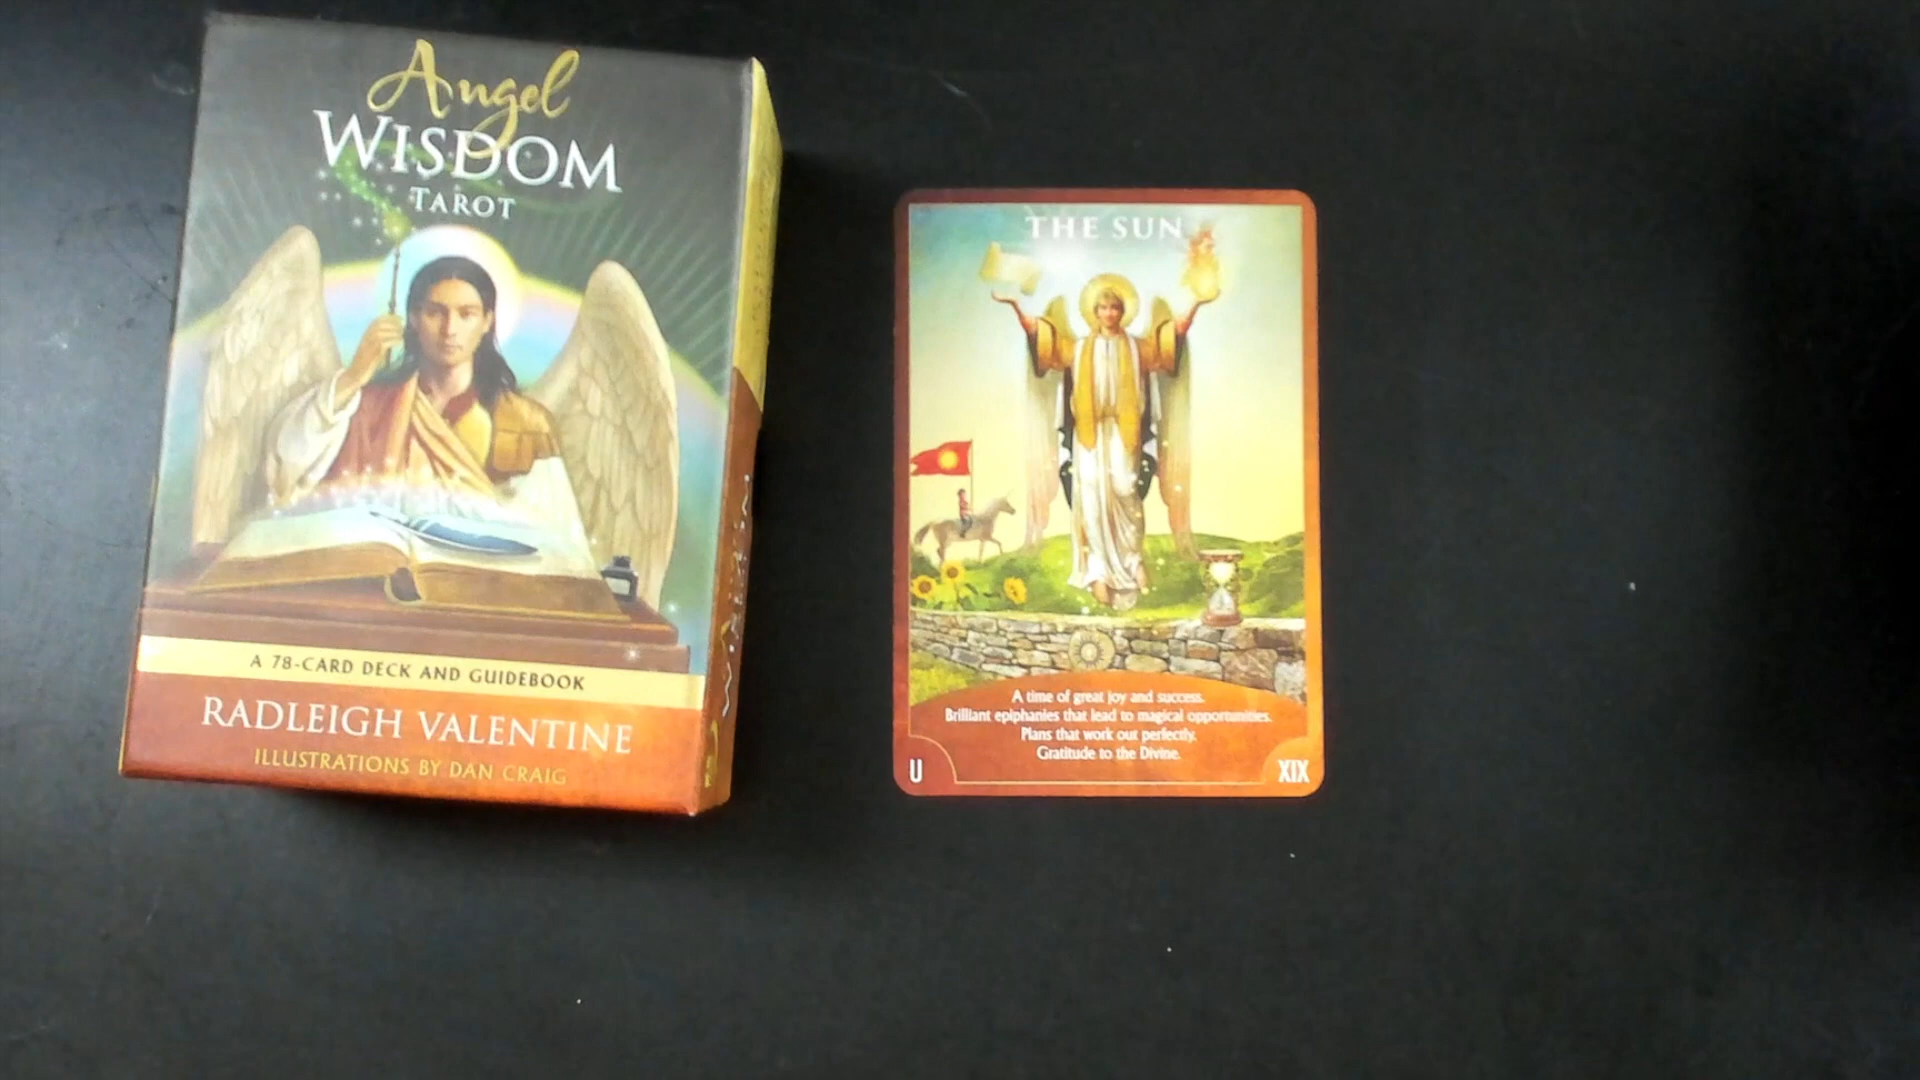 Angel
WISDOM
TAROT
A 78-CARD DECK AND GUIDEBOOK
RADLEIGH VALENTINE
ILLUSTRATIONS BY DAN CRAIG
THE SUN
A time of great joy and success.
Brilliant epiphanies that lead to magical opportunities.
Plans that work out perfectly.
Gratitude to the Divine.
U
XIX